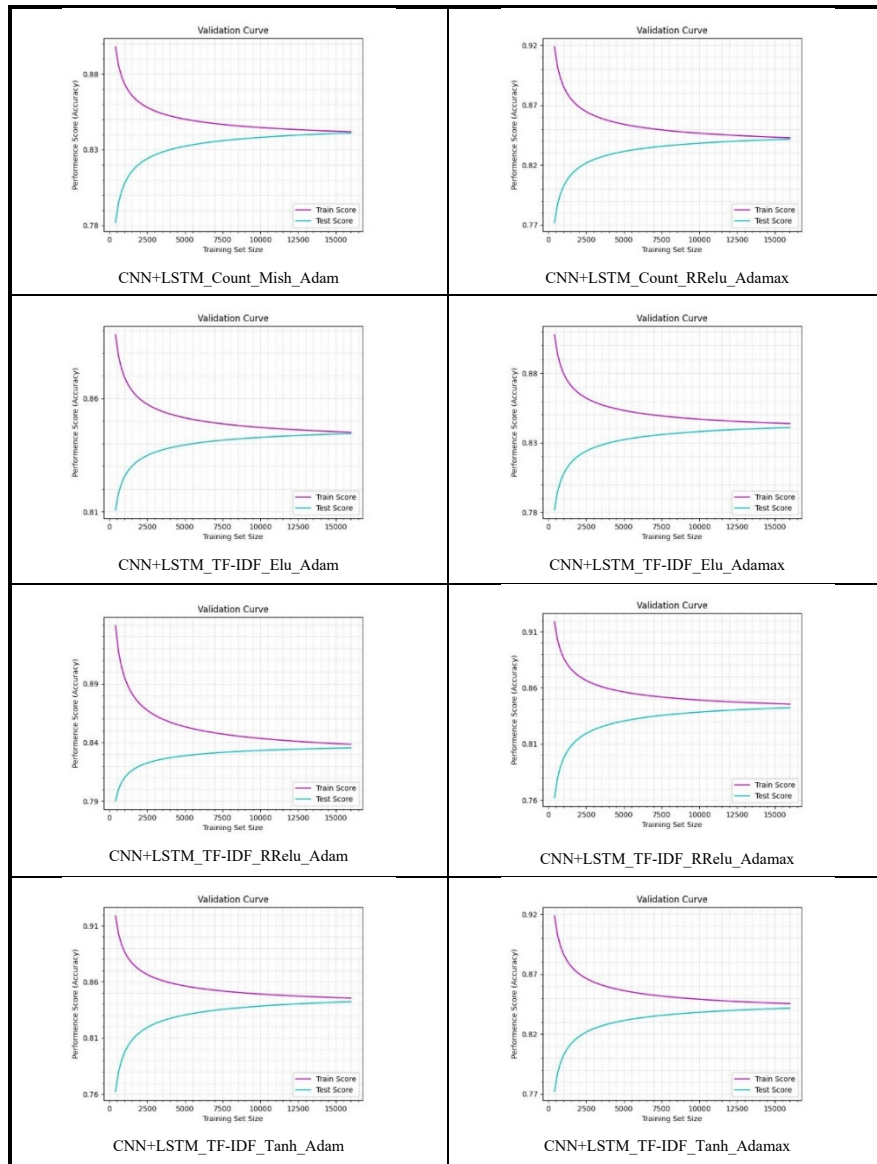 Validation Curve
Performence Score (Accuracy)
0.88
0.83
0.78
0 2500 5000 7500 10000 12500 15000
Training Set Size
Train Score
Test Score
CNN+LSTM_Count_Mish_Adam
Validation Curve
Performence Score (Accuracy)
0.92
0.87
0.82
0.77
0 2500 5000 7500 10000 12500 15000
Training Set Size
Train Score
Test Score
CNN+LSTM_Count_RRelu_Adamax
Validation Curve
Performence Score (Accuracy)
0.86
0.81
0 2500 5000 7500 10000 12500 15000
Training Set Size
Train Score
Test Score
CNN+LSTM_TF-IDF_Elu_Adam
Validation Curve
Performence Score (Accuracy)
0.88
0.83
0.78
0 2500 5000 7500 10000 12500 15000
Training Set Size
Train Score
Test Score
CNN+LSTM_TF-IDF_Elu_Adamax
Validation Curve
Performence Score (Accuracy)
0.89
0.84
0.79
0 2500 5000 7500 10000 12500 15000
Training Set Size
Train Score
Test Score
CNN+LSTM_TF-IDF_RRelu_Adam
Validation Curve
Performence Score (Accuracy)
0.91
0.86
0.81
0.76
0 2500 5000 7500 10000 12500 15000
Training Set Size
Train Score
Test Score
CNN+LSTM_TF-IDF_RRelu_Adamax
Validation Curve
Performence Score (Accuracy)
0.91
0.86
0.81
0.76
0 2500 5000 7500 10000 12500 15000
Training Set Size
Train Score
Test Score
CNN+LSTM_TF-IDF_Tanh_Adam
Validation Curve
Performence Score (Accuracy)
0.92
0.87
0.82
0.77
0 2500 5000 7500 10000 12500 15000
Training Set Size
Train Score
Test Score
CNN+LSTM_TF-IDF_Tanh_Adamax